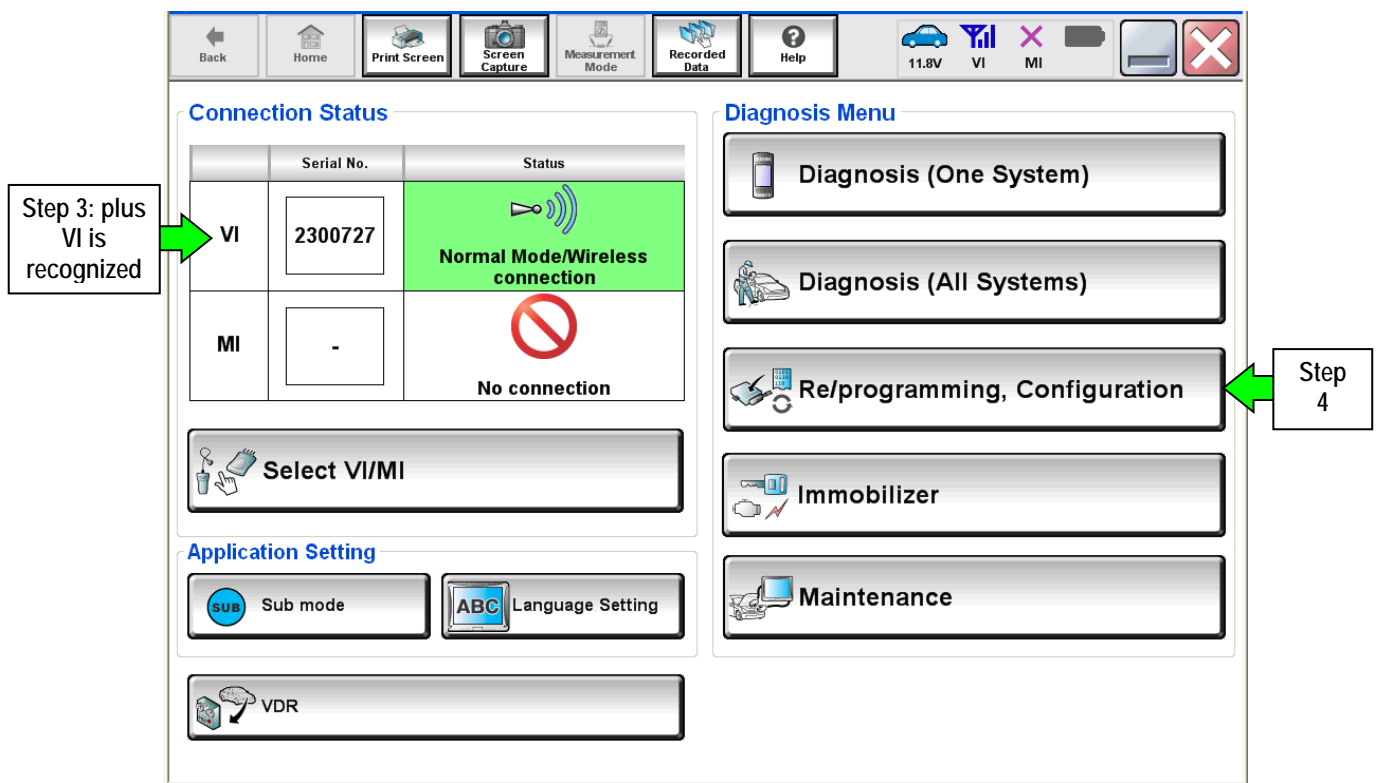 Back
Home
Print Screen
Screen
Capture
Measurement
Mode
Recorded
Data
Help
11.8V
VI
MI
Connection Status
Serial No.
Status
VI
2300727
Normal Mode/Wireless
connection
MI
-
No connection
Select VI/MI
Application Setting
SUB
Sub mode
ABC
Language Setting
VDR
Diagnosis Menu
Diagnosis (One System)
Diagnosis (All Systems)
Re/programming, Configuration
Immobilizer
Maintenance
Step 3: plus
VI is
recognized
Step
4